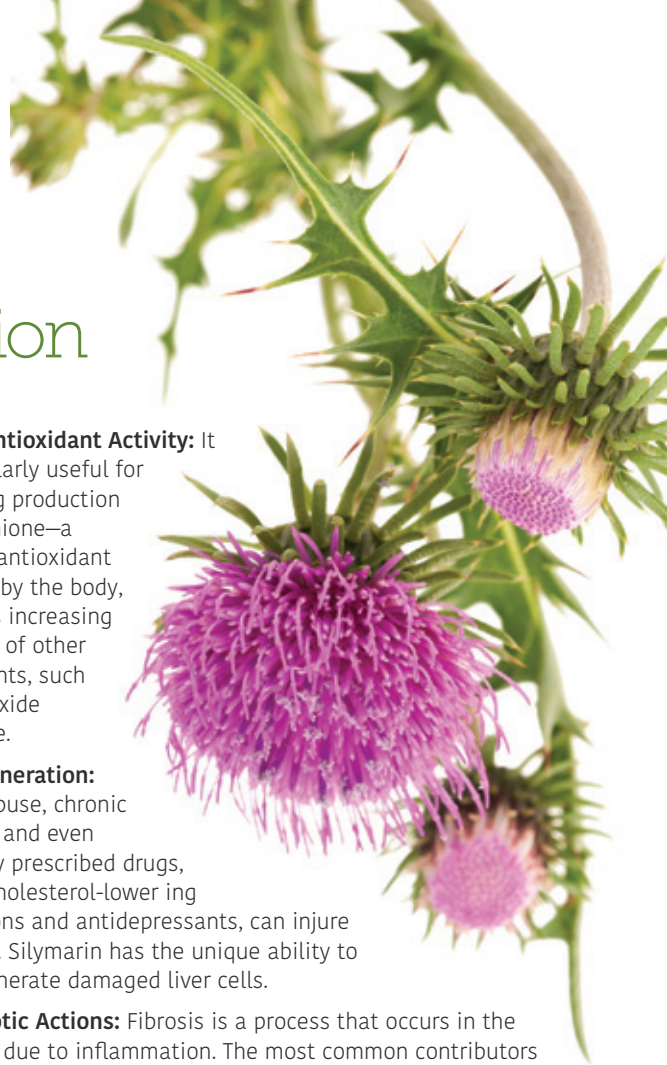 ion
ntioxidant Activity: It
larly useful for
g production
hione—a
antioxidant
by the body,
s increasing
of other
nts, such
oxide
e.
neration:
buse, chronic
and even
y prescribed drugs,
holesterol-lower ing
ons and antidepressants, can injure
. Silymarin has the unique ability to
nerate damaged liver cells.
otic Actions: Fibrosis is a process that occurs in the
due to inflammation. The most common contributors